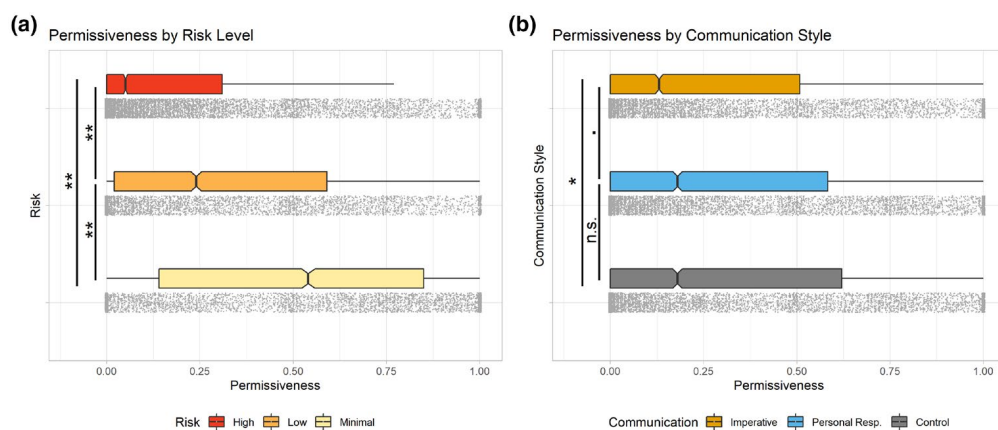 (a)
Permissiveness by Risk Level
Risk
**
**
**
0.00 0.25 0.50 0.75 1.00
Permissiveness
Risk High Low Minimal
(b)
Permissiveness by Communication Style
Communication Style
*
.
n.s.
0.00 0.25 0.50 0.75 1.00
Permissiveness
Communication Imperative Personal Resp. Control